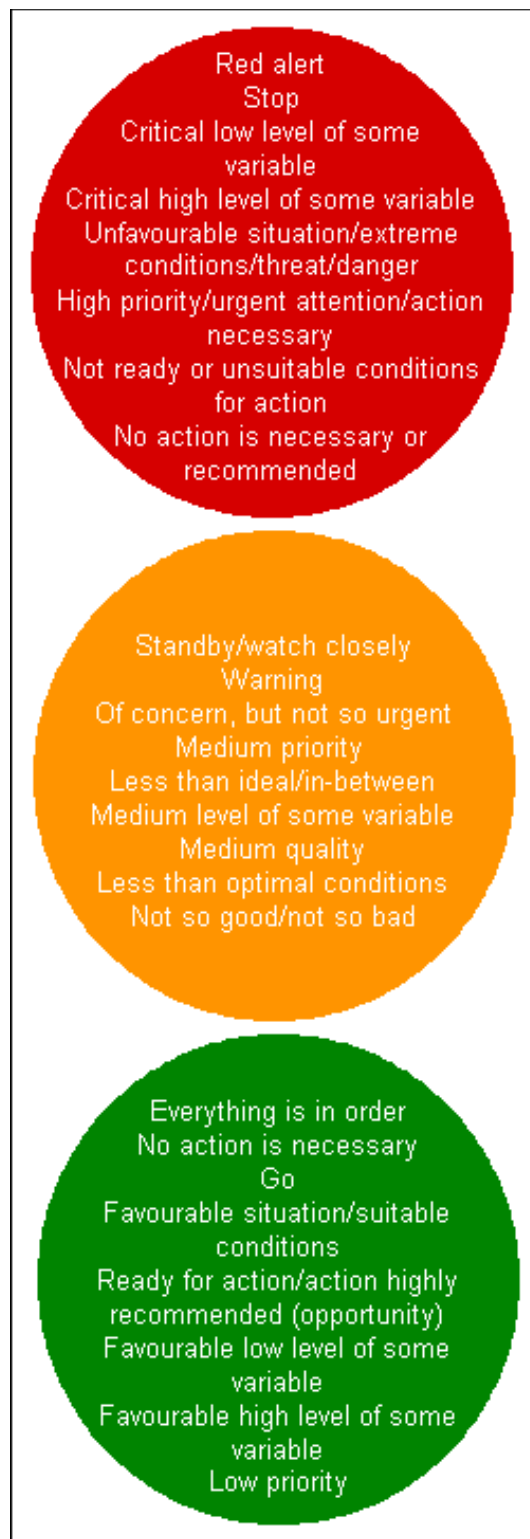 Red alert
Stop
Critical low level of some
variable
Critical high level of some variable
Unfavourable situation/extreme
conditions/threat/danger
High priority/urgent attention/action
necessary
Not ready or unsuitable conditions
for action
No action is necessary or
recommended
Standby/watch closely
Warning
Of concern, but not so urgent
Medium priority
Less than ideal/in-between
Medium level of some variable
Medium quality
Less than optimal conditions
Not so good/not so bad
Everything is in order
No action is necessary
Go
Favourable situation/suitable
conditions
Ready for action/action highly
recommended (opportunity)
Favourable low level of some
variable
Favourable high level of some
variable
Low priority